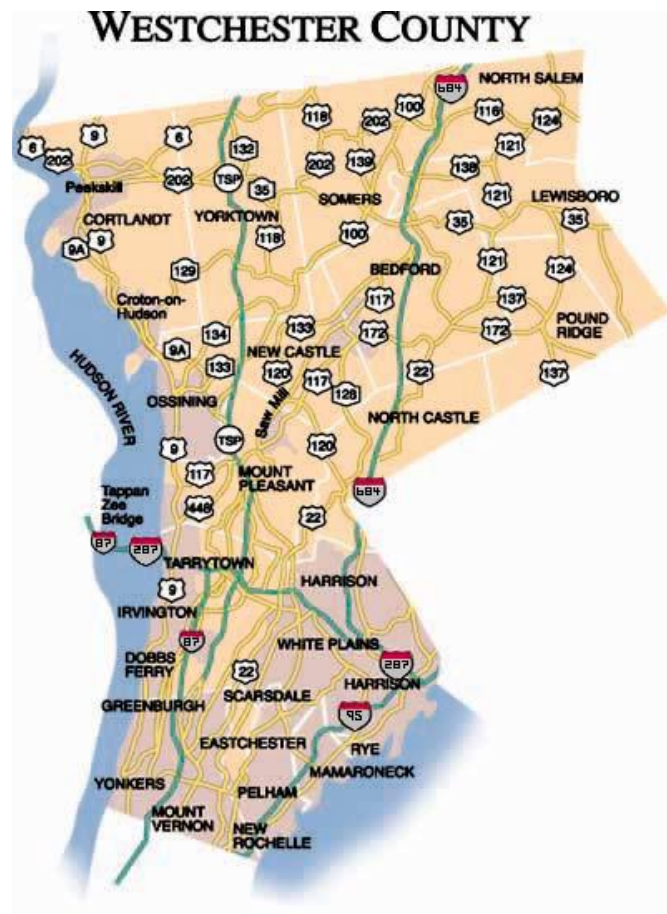 WESTCHESTER COUNTY
684
NORTH SALEM
6
202
9
6
132
118
202
100
116
124
121
Peekskill
202
TSP
35
202
139
138
121
LEWISBORO
CORTLANDT
YORKTOWN
SOMERS
35
35
9A
9
118
100
121
124
129
BEDFORD
Croton-on-
Hudson
117
137
134
133
172
172
POUND
RIDGE
9A
133
NEW CASTLE
120
117
128
22
137
HUDSON RIVER
OSSINING
Saw Mill
NORTH CASTLE
9
TSP
120
117
MOUNT
PLEASANT
684
Tappan
Zee
Bridge
448
22
87
287
TARRYTOWN
HARRISON
9
IRVINGTON
87
WHITE PLAINS
287
DOBBS
FERRY
22
HARRISON
SCARSDALE
GREENBURGH
95
EASTCHESTER
RYE
MAMARONECK
YONKERS
PELHAM
MOUNT
VERNON
NEW
ROCHELLE